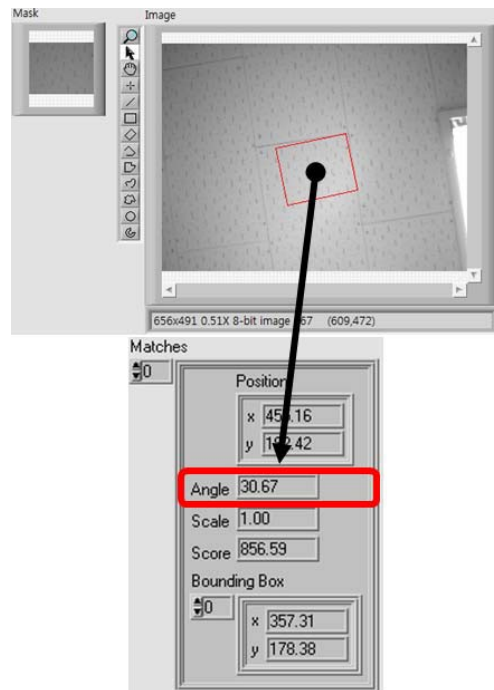 Mask
Image
656x491 0.51X 8-bit image 67 (609,472)
Matches
0
Position
x
y
Angle 30.67
Scale 1.00
Score 856.59
Bounding Box
0
x 357.31
y 178.38